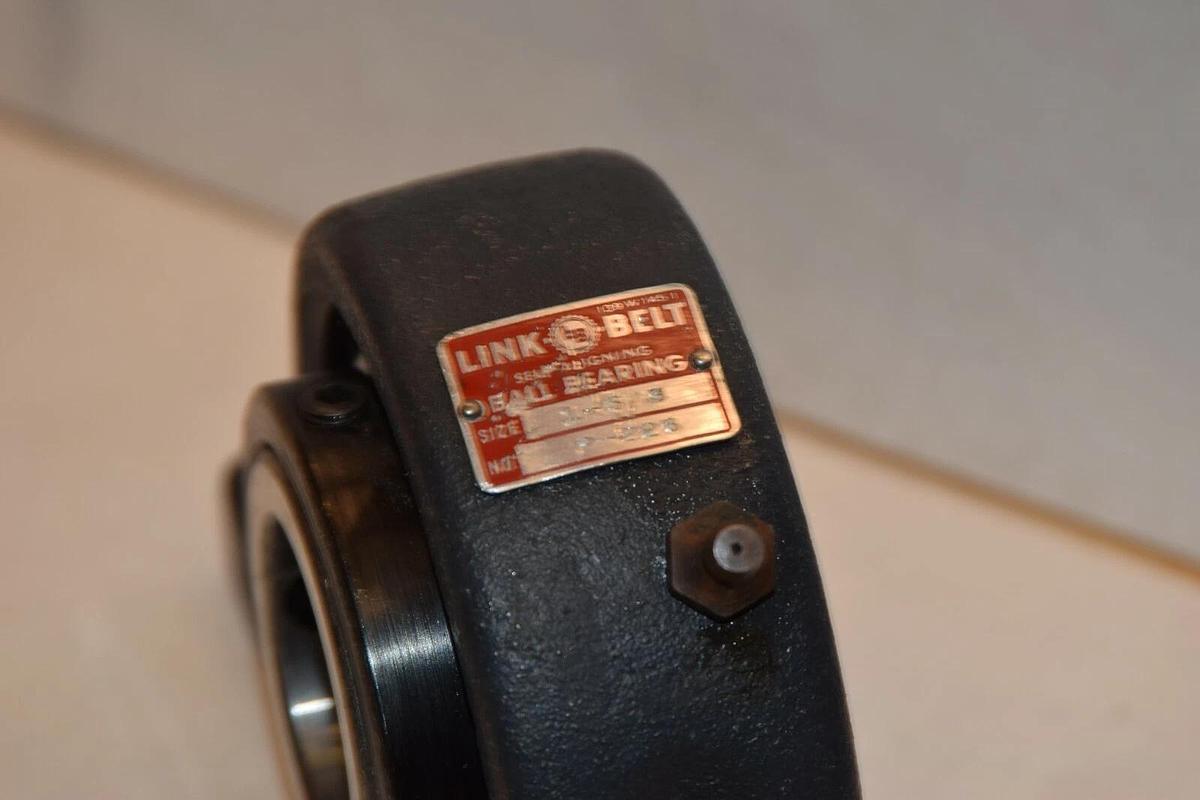 LINK-BELT
SELF ALIGNING
BALL BEARING
SIZE 1-5/8
NO. P-226